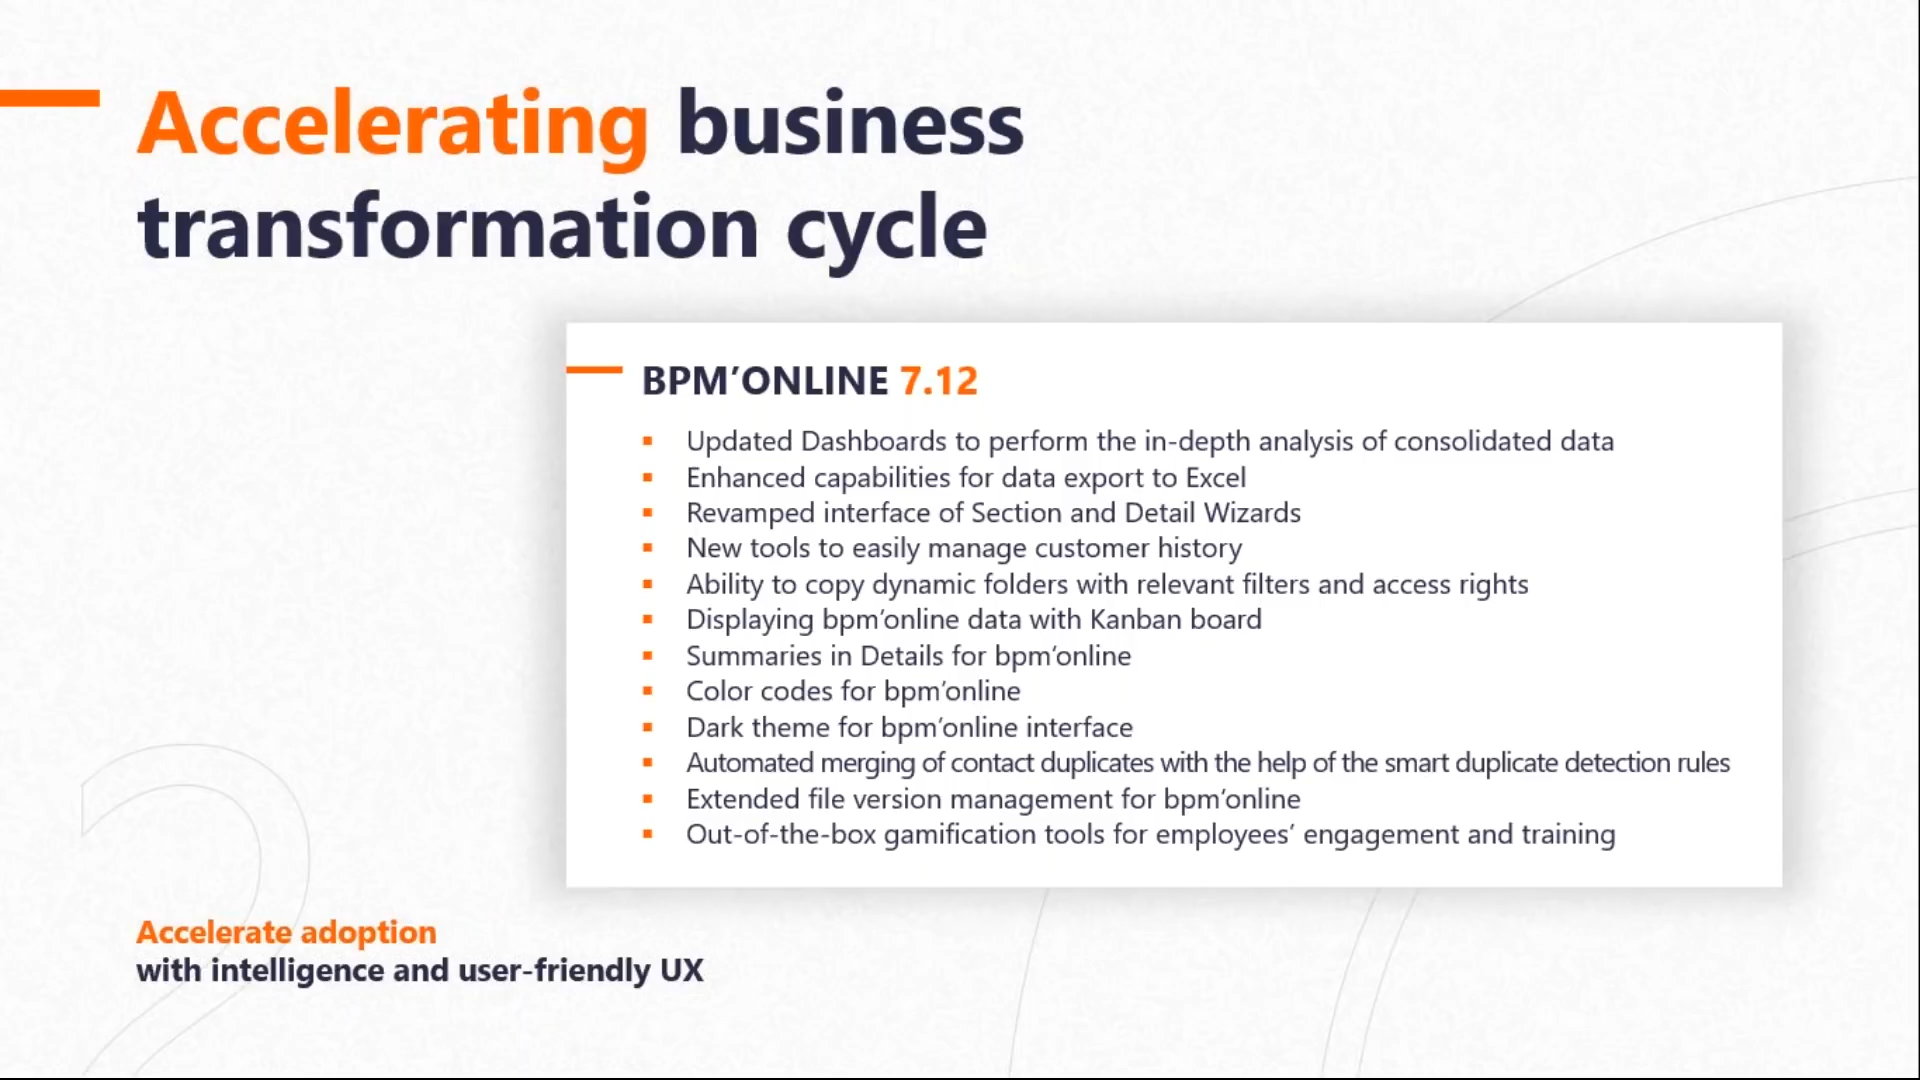 Accelerating business
transformation cycle
BPM’ONLINE 7.12
▪ Updated Dashboards to perform the in-depth analysis of consolidated data
▪ Enhanced capabilities for data export to Excel
▪ Revamped interface of Section and Detail Wizards
▪ New tools to easily manage customer history
▪ Ability to copy dynamic folders with relevant filters and access rights
▪ Displaying bpm’online data with Kanban board
▪ Summaries in Details for bpm‘online
▪ Color codes for bpm’online
▪ Dark theme for bpm’online interface
▪ Automated merging of contact duplicates with the help of the smart duplicate detection rules
▪ Extended file version management for bpm’online
▪ Out-of-the-box gamification tools for employees’ engagement and training
2
Accelerate adoption
with intelligence and user-friendly UX